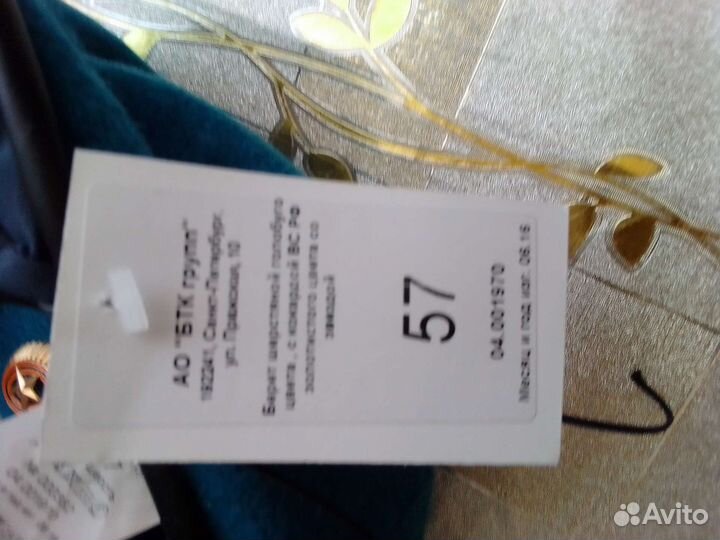 АО "БТК групп"
192241, Санкт-Петербург,
ул. Пражская, 10
Берет шерстяной голубого
цвета , с кокардой ВС РФ
золотистого цвета со
звездой
57
04.001970
Месяц и год изг. 06.16
Avito